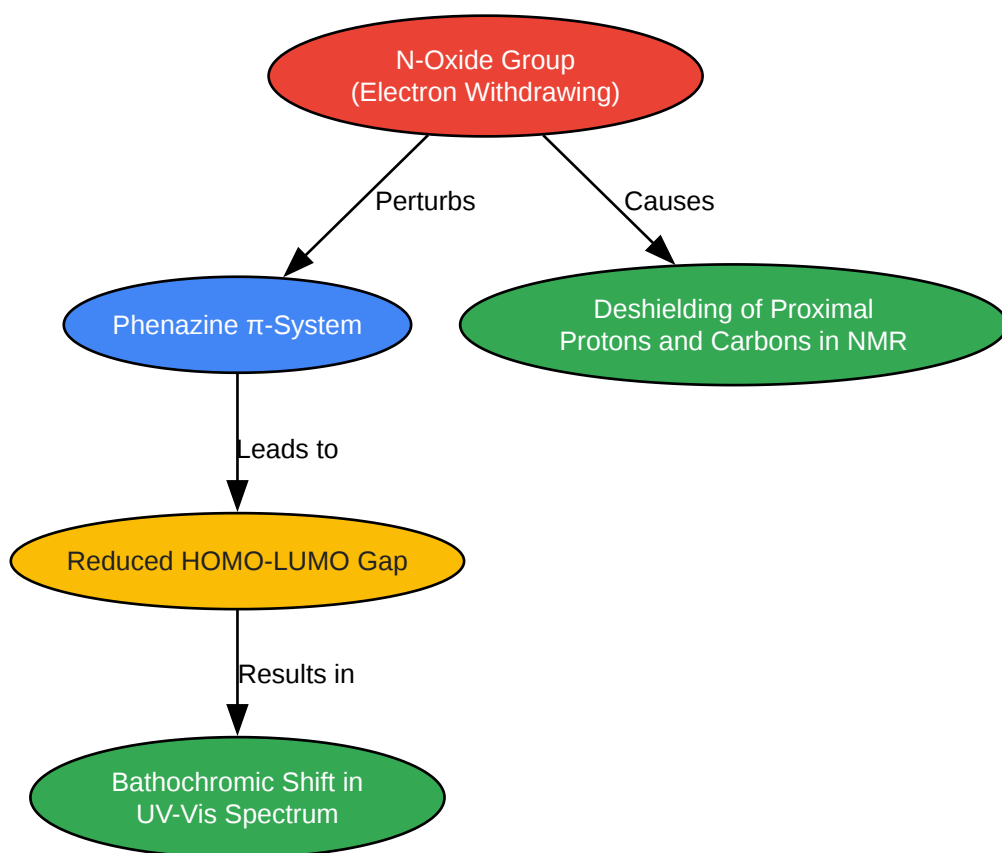 N-Oxide Group
(Electron Withdrawing)
Perturbs
Causes
Phenazine π-System
Deshielding of Proximal
Protons and Carbons in NMR
Leads to
Reduced HOMO-LUMO Gap
Results in
Bathochromic Shift in
UV-Vis Spectrum